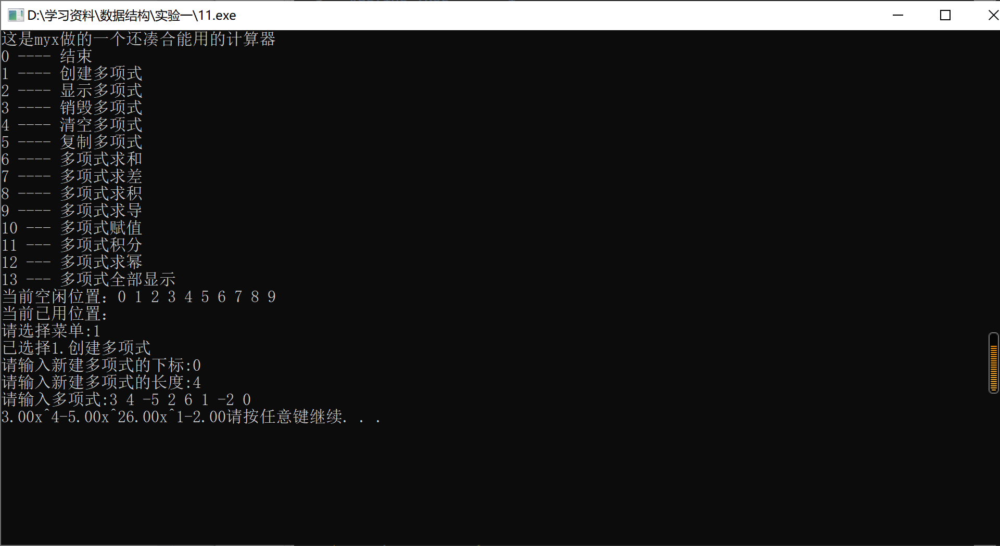 D:\学习资料\数据结构\实验一\11.exe
这是myx做的一个还凑合能用的计算器
0 ---- 结束
1 ---- 创建多项式
2 ---- 显示多项式
3 ---- 销毁多项式
4 ---- 清空多项式
5 ---- 复制多项式
6 ---- 多项式求和
7 ---- 多项式求差
8 ---- 多项式求积
9 ---- 多项式求导
10 --- 多项式赋值
11 --- 多项式积分
12 --- 多项式求幂
13 --- 多项式全部显示
当前空闲位置：0 1 2 3 4 5 6 7 8 9
当前已用位置：
请选择菜单:1
已选择1.创建多项式
请输入新建多项式的下标:0
请输入新建多项式的长度:4
请输入多项式:3 4 -5 2 6 1 -2 0
3.00x^4-5.00x^26.00x^1-2.00请按任意键继续. . .